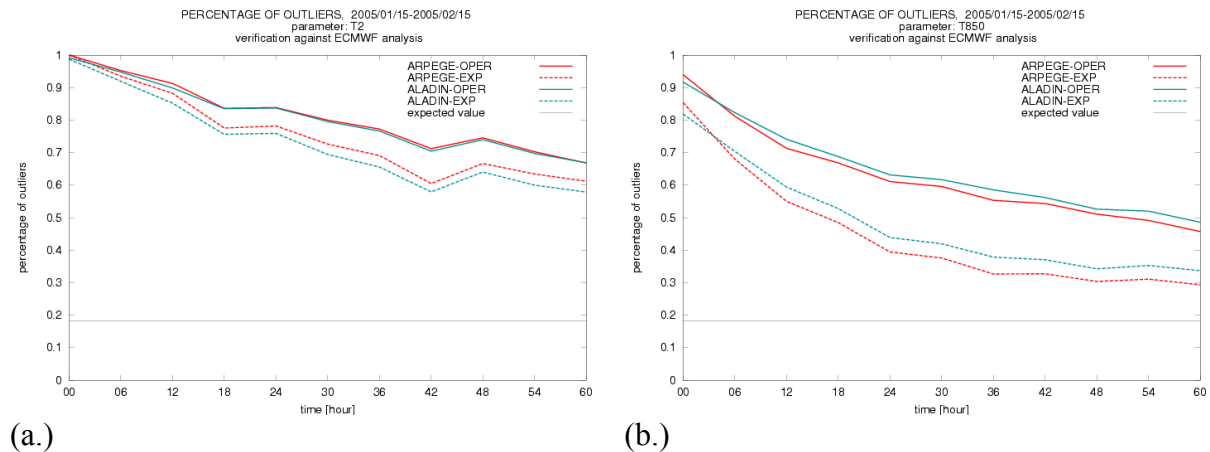 PERCENTAGE OF OUTLIERS, 2005/01/15-2005/02/15
parameter: T2
verification against ECMWF analysis
ARPEGE-OPER
ARPEGE-EXP
ALADIN-OPER
ALADIN-EXP
expected value
percentage of outliers
1
0.9
0.8
0.7
0.6
0.5
0.4
0.3
0.2
0.1
0
00 06 12 18 24 30 36 42 48 54 60
time [hour]
(a.)
PERCENTAGE OF OUTLIERS, 2005/01/15-2005/02/15
parameter: T850
verification against ECMWF analysis
ARPEGE-OPER
ARPEGE-EXP
ALADIN-OPER
ALADIN-EXP
expected value
percentage of outliers
1
0.9
0.8
0.7
0.6
0.5
0.4
0.3
0.2
0.1
0
00 06 12 18 24 30 36 42 48 54 60
time [hour]
(b.)